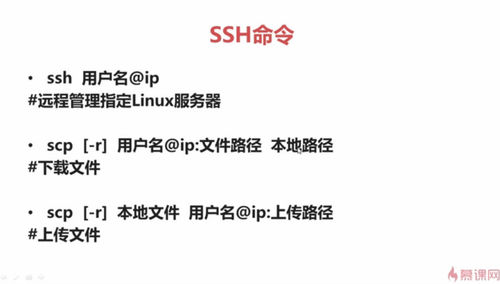 SSH命令
• ssh 用户名@ip
#远程管理指定Linux服务器
• scp [-r] 用户名@ip:文件路径 本地路径
#下载文件
• scp [-r] 本地文件 用户名@ip:上传路径
#上传文件
慕课网